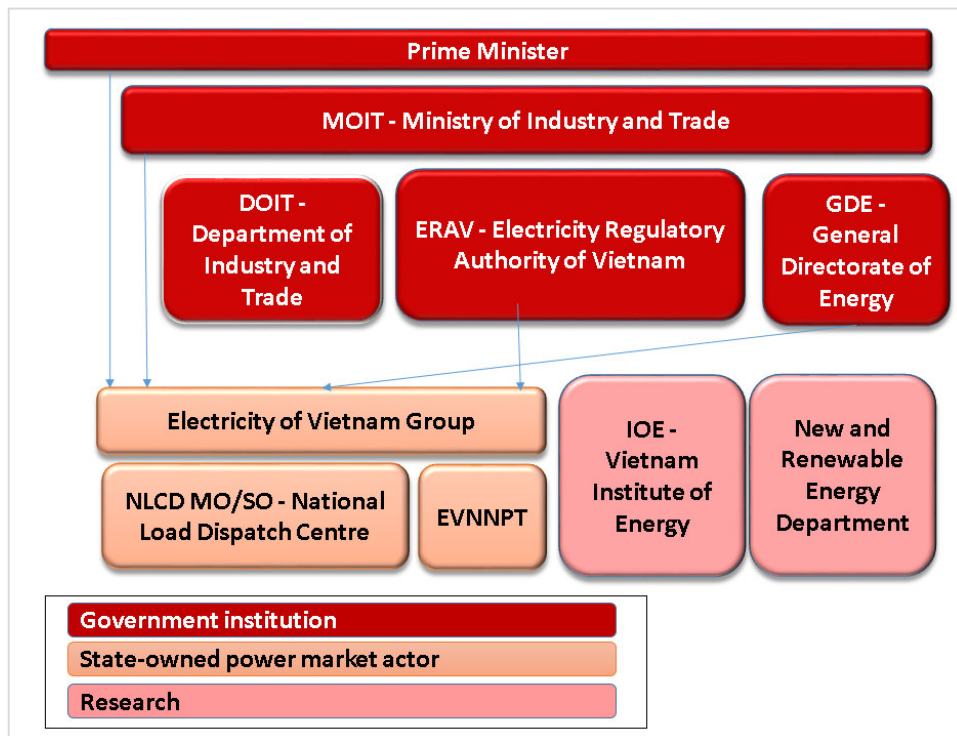 Prime Minister
MOIT - Ministry of Industry and Trade
DOIT -
Department of
Industry and
Trade
ERAV - Electricity Regulatory
Authority of Vietnam
GDE -
General
Directorate of
Energy
Electricity of Vietnam Group
NLCD MO/SO - National
Load Dispatch Centre
EVNNPT
IOE -
Vietnam
Institute of
Energy
New and
Renewable
Energy
Department
Government institution
State-owned power market actor
Research